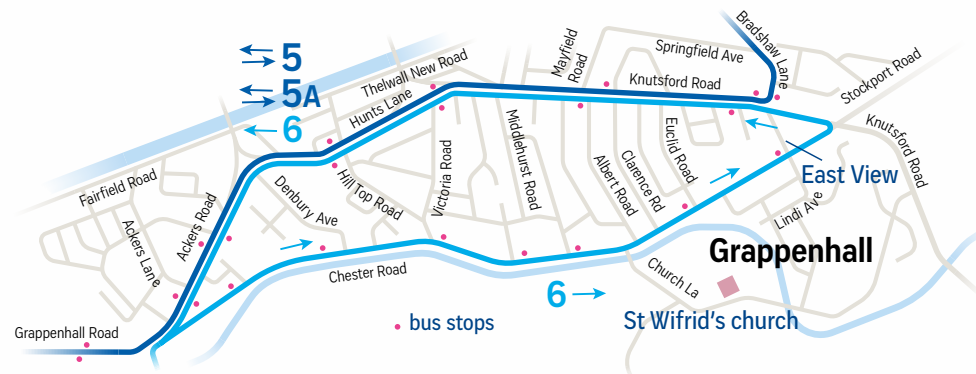 5
5A
6
Thelwall New Road
Hunts Lane
Mayfield
Road
Springfield Ave
Bradshaw Lane
Knutsford Road
Stockport Road
Knutsford Road
Fairfield Road
Ackers Lane
Ackers Road
Denbury Ave
Hill Top Road
Victoria Road
Middlehurst Road
Albert Road
Clarence Rd
Euclid Road
East View
Lindi Ave
Grappenhall
Chester Road
Church La
6
St Wifrid's church
bus stops
Grappenhall Road